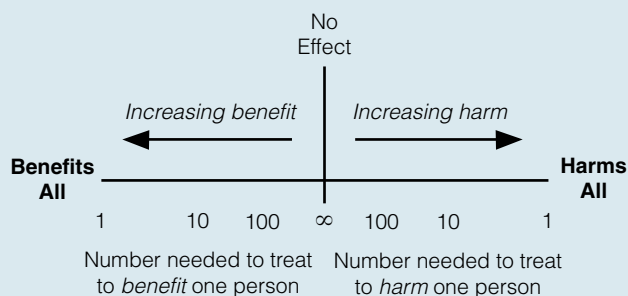 No
Effect
Increasing benefit
Increasing harm
Benefits
All
Harms
All
1 10 100 ∞ 100 10 1
Number needed to treat
to benefit one person
Number needed to treat
to harm one person